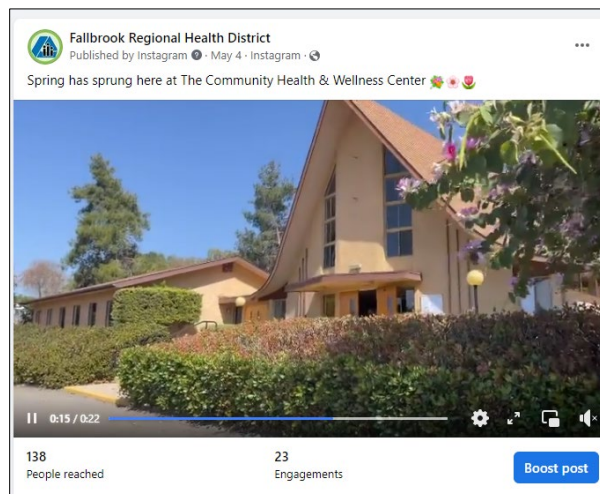 Fallbrook Regional Health District
Published by Instagram · May 4 · Instagram ·
Spring has sprung here at The Community Health & Wellness Center 💐🌸🌷
0:15 / 0:22
138
People reached
23
Engagements
Boost post